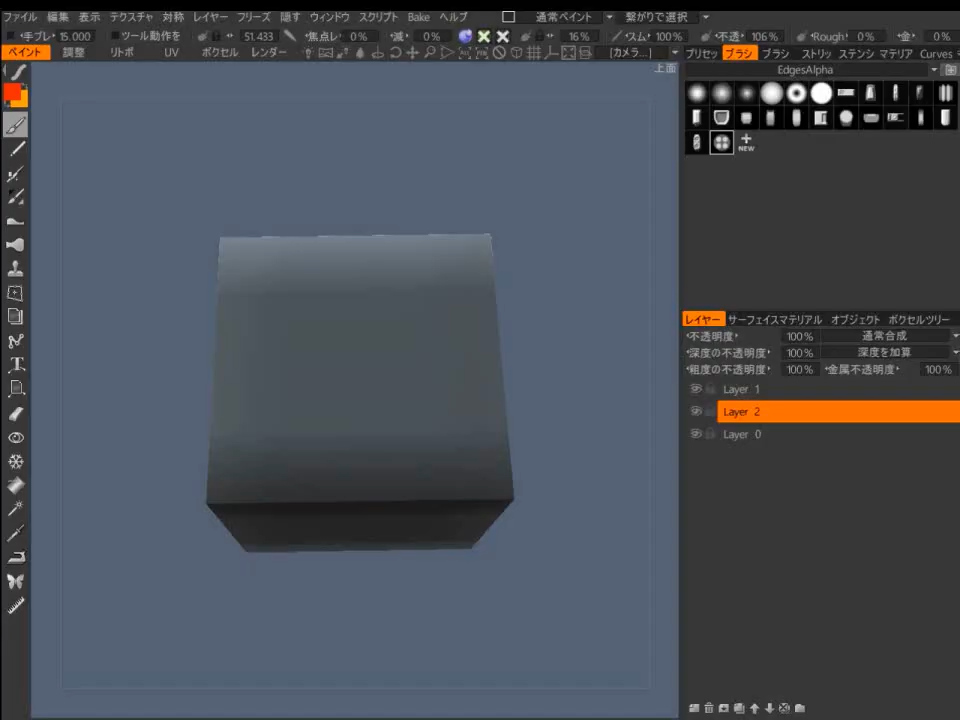 ファイル 編集 表示 テクスチャ 対称 レイヤー フリーズ 隠す ウィンドウ スクリプト Bake ヘルプ 通常ペイント 繋がりで選択
手ブレ 15.000 ツール動作を 51.433 焦点レ 0% 減 0% 16% スム 100% 不透 106% Rough 0% 金 0%
ペイント 調整 リトポ UV ボクセル レンダー [カメラ...] プリセッ ブラシ ブラシ ストリッ ステンシ マテリア Curves
上面 EdgesAlpha
NEW
レイヤー サーフェイスマテリアル オブジェクト ボクセルツリー
不透明度 100% 通常合成
深度の不透明度 100% 深度を加算
粗度の不透明度 100% 金属不透明度 100%
Layer 1
Layer 2
Layer 0